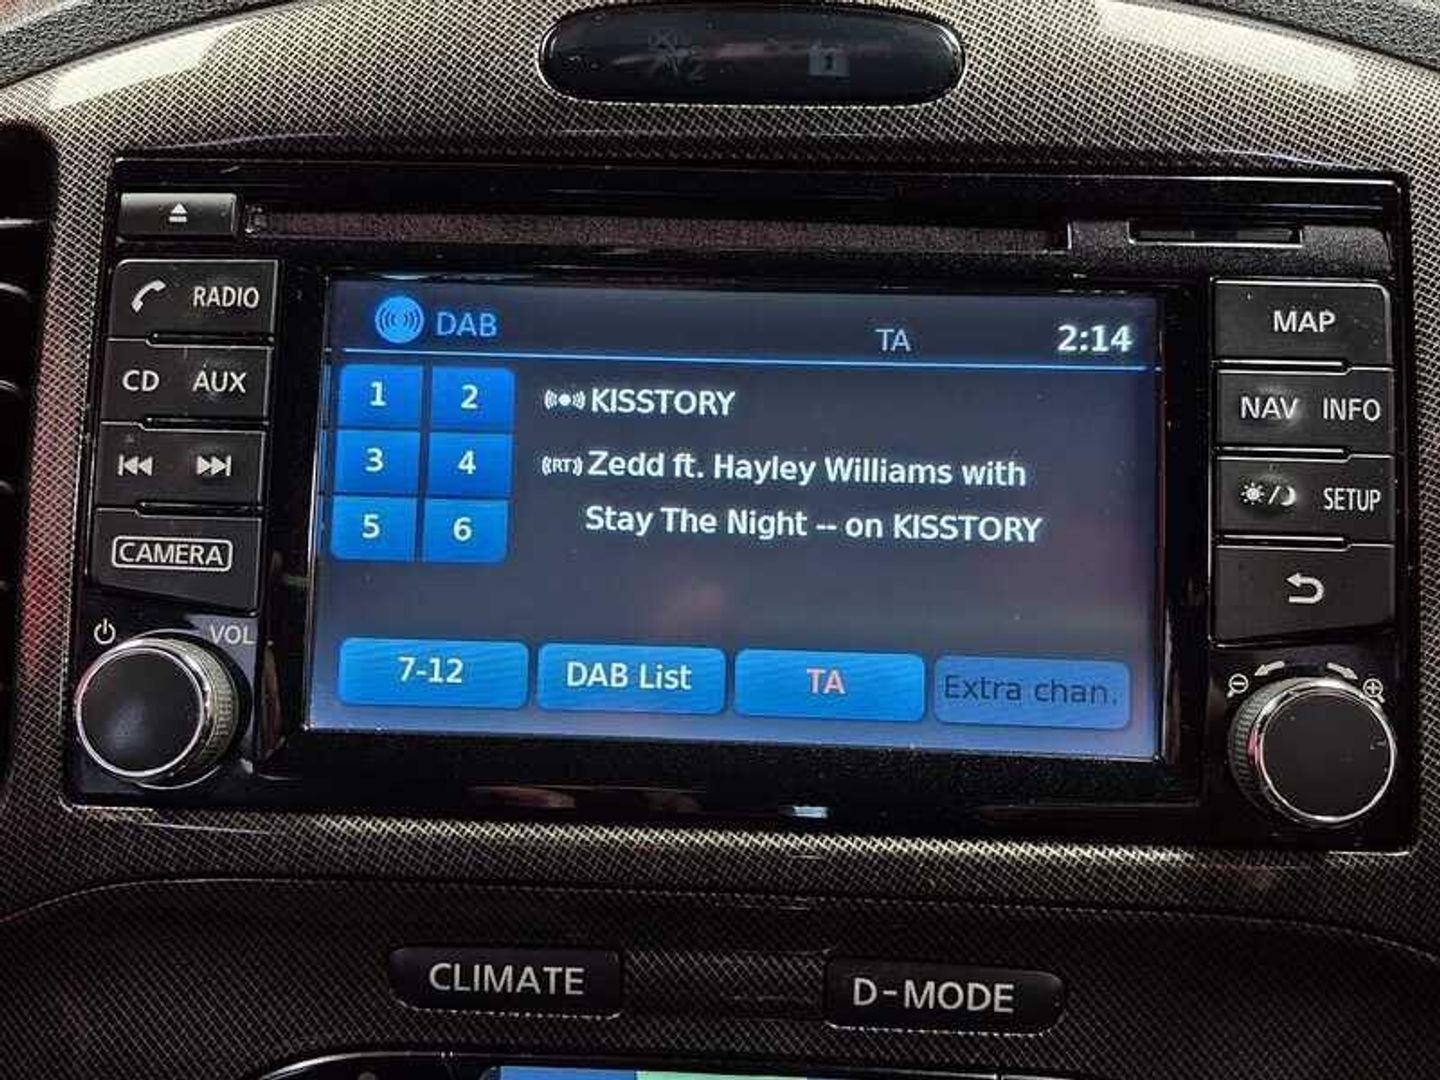 RADIO
CD AUX
CAMERA
VOL
DAB TA 2:14
1 2
3 4
5 6
KISSTORY
RT Zedd ft. Hayley Williams with
Stay The Night -- on KISSTORY
7-12 DAB List TA Extra chan.
MAP
NAV INFO
SETUP
CLIMATE D-MODE